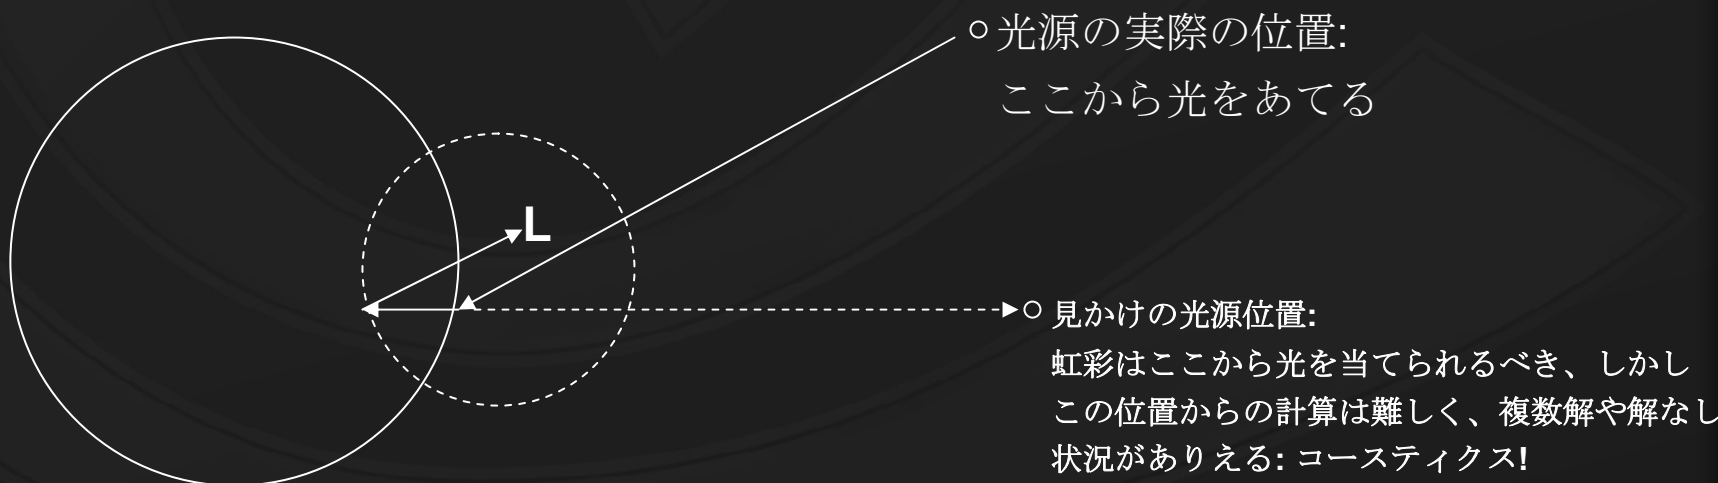 光源の実際の位置:
ここから光をあてる
L
見かけの光源位置:
虹彩はここから光を当てられるべき、しかし
この位置からの計算は難しく、複数解や解なし
状況がありえる: コースティクス!